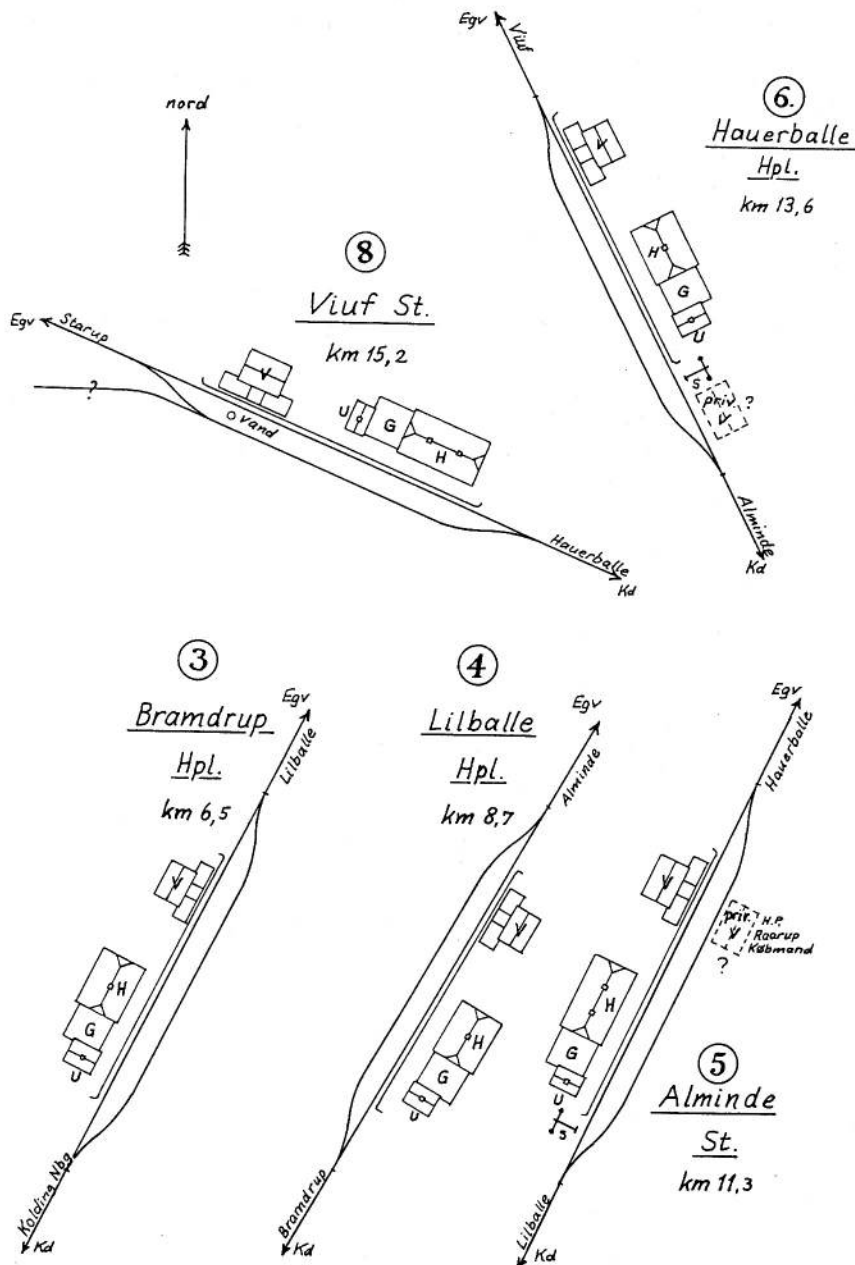 nord
Egv
Viuf
6.
Hauerballe
Hpl.
km 13,6
V
H
G
U
S
priv. ?
V
Alminde
Kd
8
Viuf St.
km 15,2
Egv
Starup
?
V
vand
U
G
H
Hauerballe
Kd
3
Bramdrup
Hpl.
km 6,5
Egv
Lilballe
V
H
G
U
Kolding Nbg
Kd
4
Lilballe
Hpl.
km 8,7
Egv
Alminde
V
H
G
U
Bramdrup
Kd
Egv
Hauerballe
V
priv.
V
H.P.
Raarup
Købmand
?
H
G
U
S
5
Alminde
St.
km 11,3
Lilballe
Kd